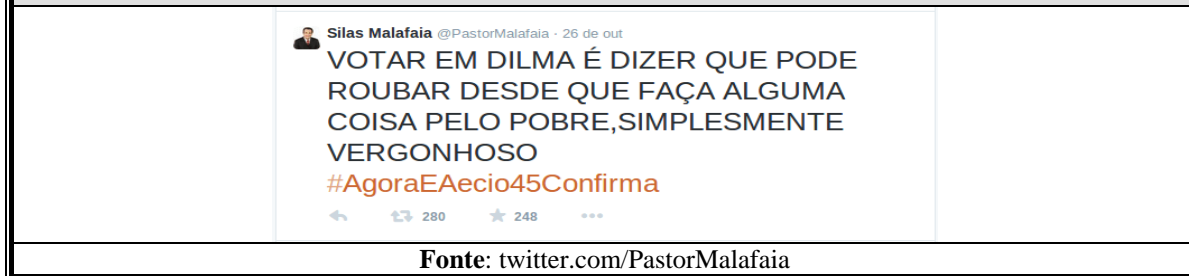 Silas Malafaia @PastorMalafaia · 26 de out
VOTAR EM DILMA É DIZER QUE PODE
ROUBAR DESDE QUE FAÇA ALGUMA
COISA PELO POBRE,SIMPLESMENTE
VERGONHOSO
#AgoraEAecio45Confirma
280 248
Fonte: twitter.com/PastorMalafaia